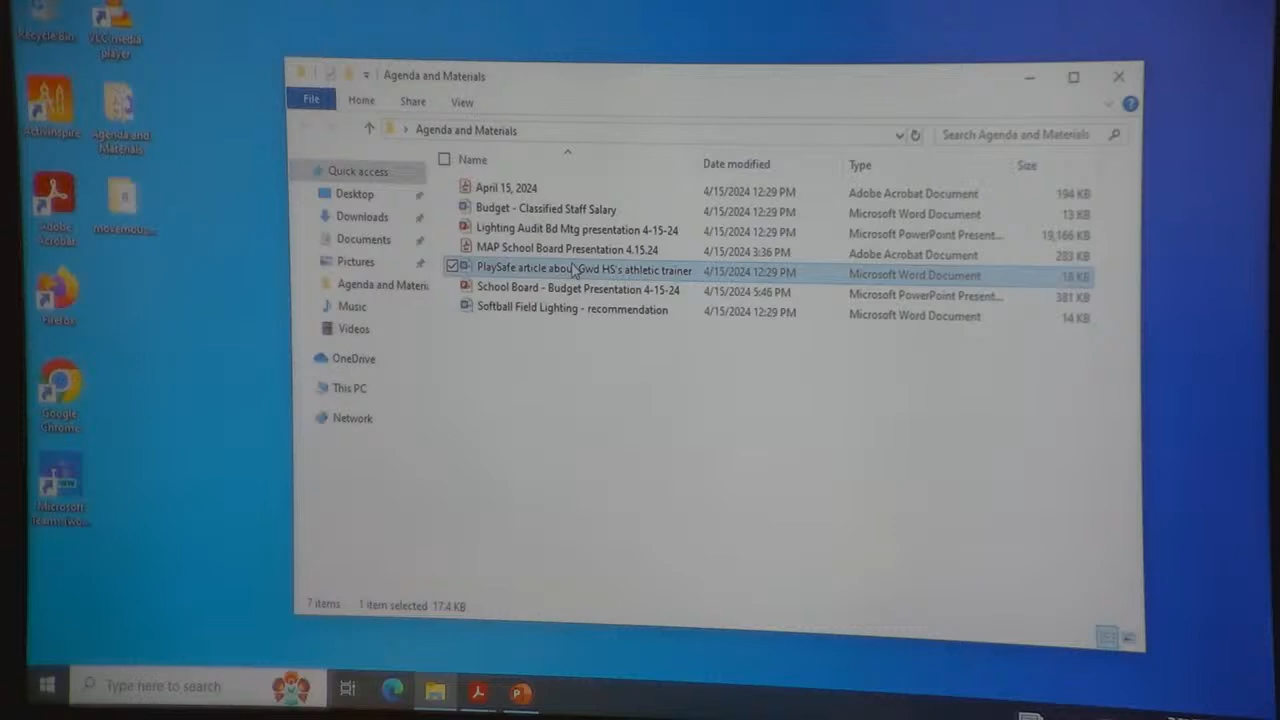 Recycle Bin
VLC media
player
ActivInspire
Agenda and
Materials
Adobe
Acrobat
Firefox
Google
Chrome
Microsoft
Agenda and Materials
File
Home
Share
View
Agenda and Materials
Search Agenda and Materials
Quick access
Desktop
Downloads
Documents
Pictures
Agenda and Materi
Music
Videos
OneDrive
This PC
Network
Name Date modified Type Size
April 15, 2024 4/15/2024 12:29 PM Adobe Acrobat Document 194 KB
Budget - Classified Staff Salary 4/15/2024 12:29 PM Microsoft Word Document 13 KB
Lighting Audit Bd Mtg presentation 4-15-24 4/15/2024 12:29 PM Microsoft PowerPoint Present... 19,166 KB
MAP School Board Presentation 4.15.24 4/15/2024 3:36 PM Adobe Acrobat Document 283 KB
PlaySafe article abou Gwd HS's athletic trainer 4/15/2024 12:29 PM Microsoft Word Document 18 KB
School Board - Budget Presentation 4-15-24 4/15/2024 5:46 PM Microsoft PowerPoint Present... 381 KB
Softball Field Lighting - recommendation 4/15/2024 12:29 PM Microsoft Word Document 14 KB
7 items 1 item selected 17.4 KB
Type here to search